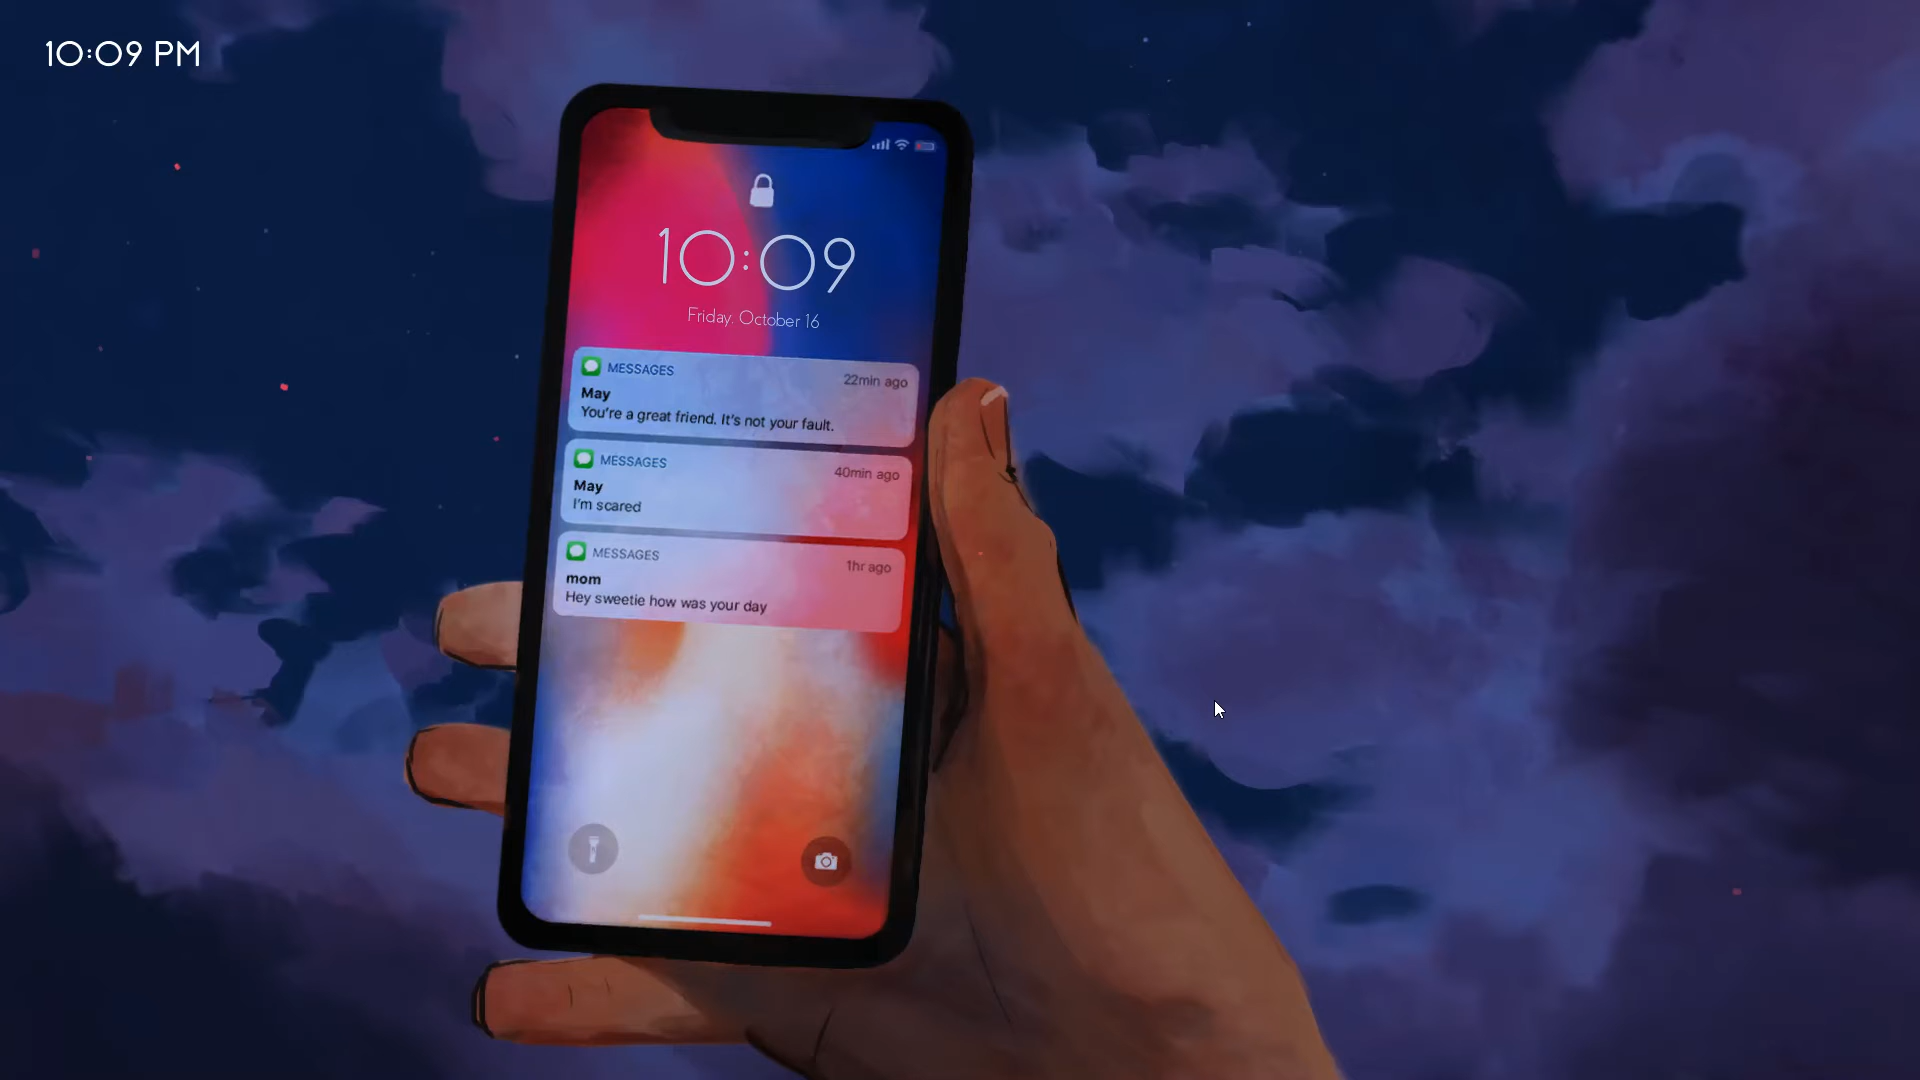 10:09 PM
10:09
Friday, October 16
MESSAGES
22min ago
May
You're a great friend. It's not your fault.
MESSAGES
40min ago
May
I'm scared
MESSAGES
1hr ago
mom
Hey sweetie how was your day